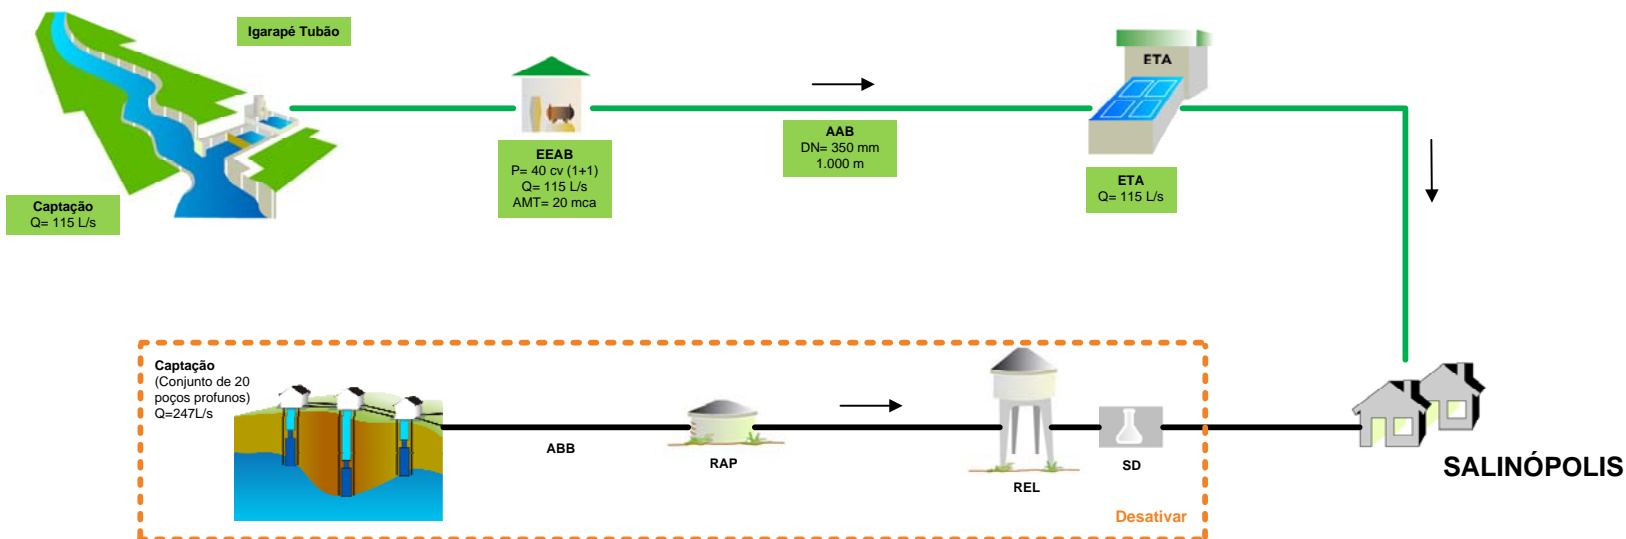 Igarapé Tubão
ETA
EEAB
P= 40 cv (1+1)
Q= 115 L/s
AMT= 20 mca
AAB
DN= 350 mm
1.000 m
ETA
Q= 115 L/s
Captação
Q= 115 L/s
Captação
(Conjunto de 20
poços profunos)
Q=247L/s
ABB
RAP
REL
SD
Desativar
SALINÓPOLIS